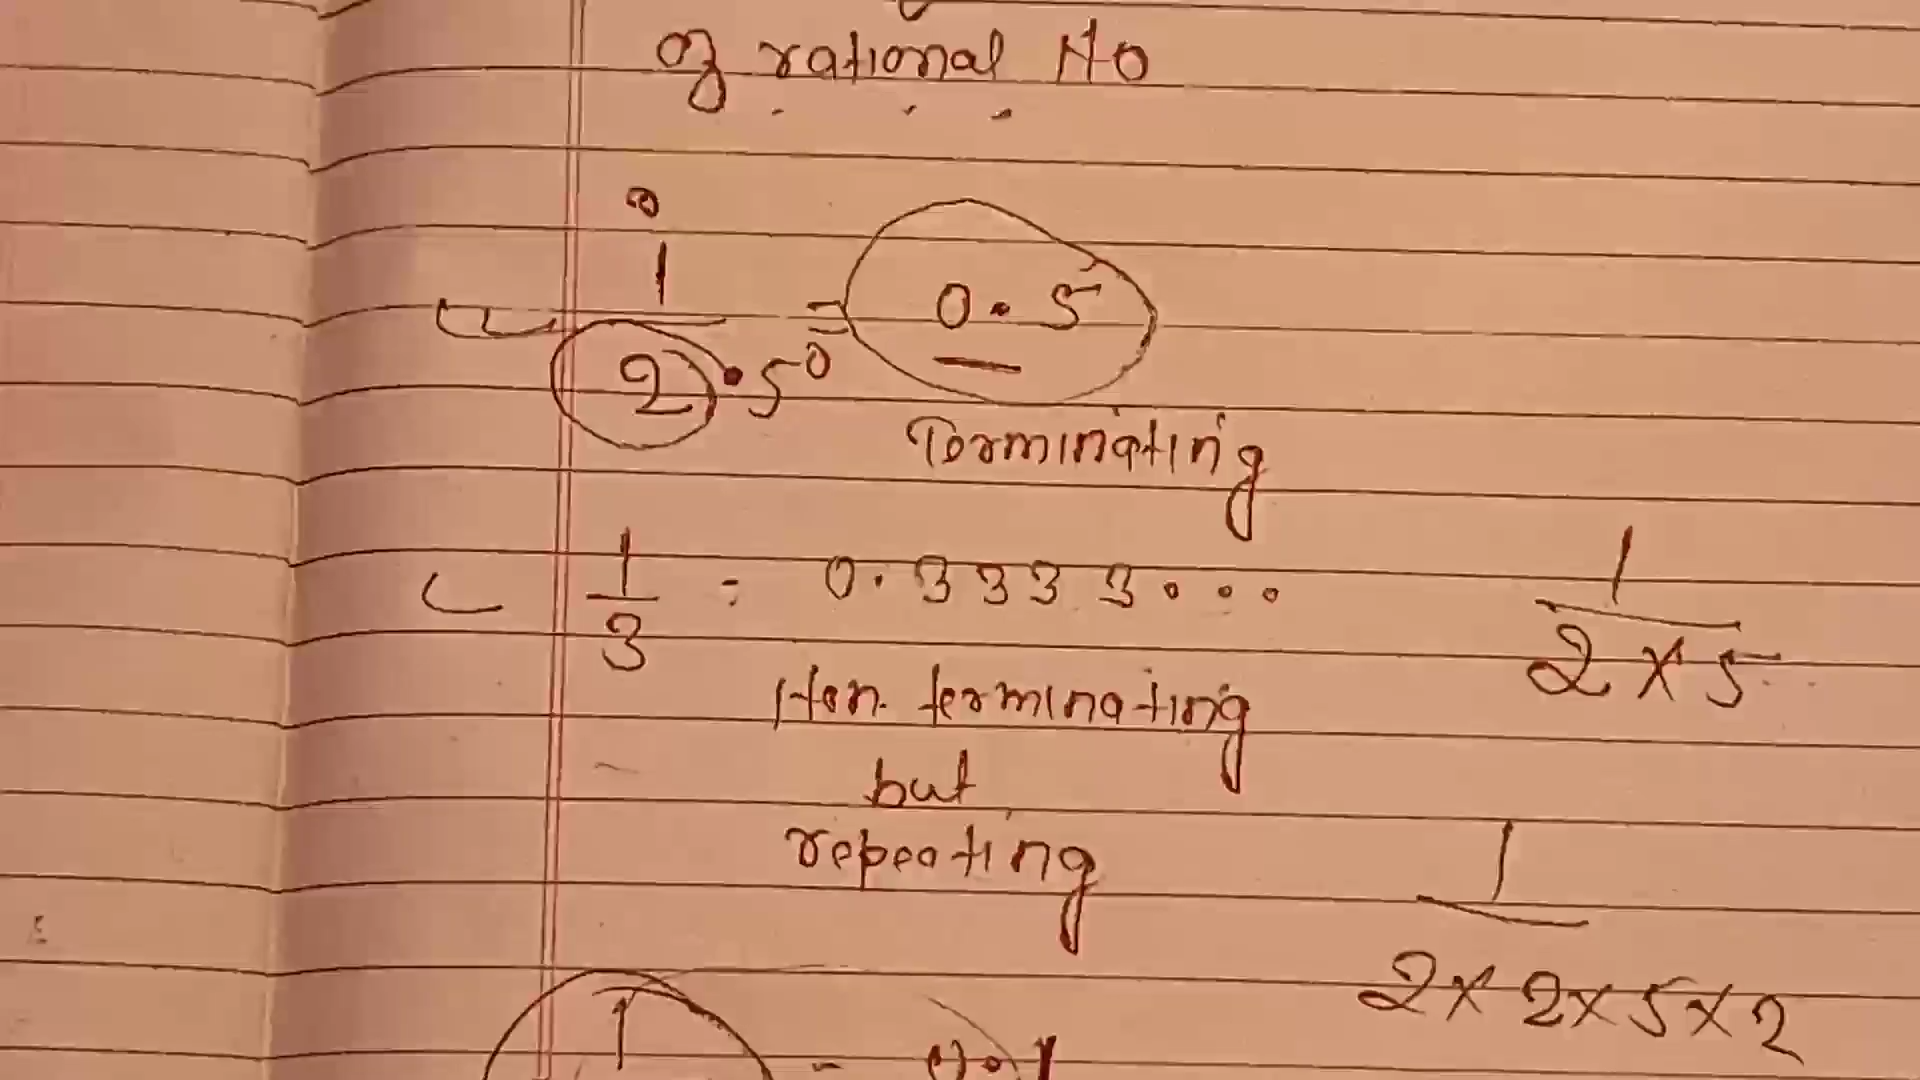 of rational No
1
2 . 5⁰ = 0.5
Terminating
1/3 = 0.3333...
1
2 x 5
Non terminating
but
repeating
1
2 x 2 x 5 x 2
1